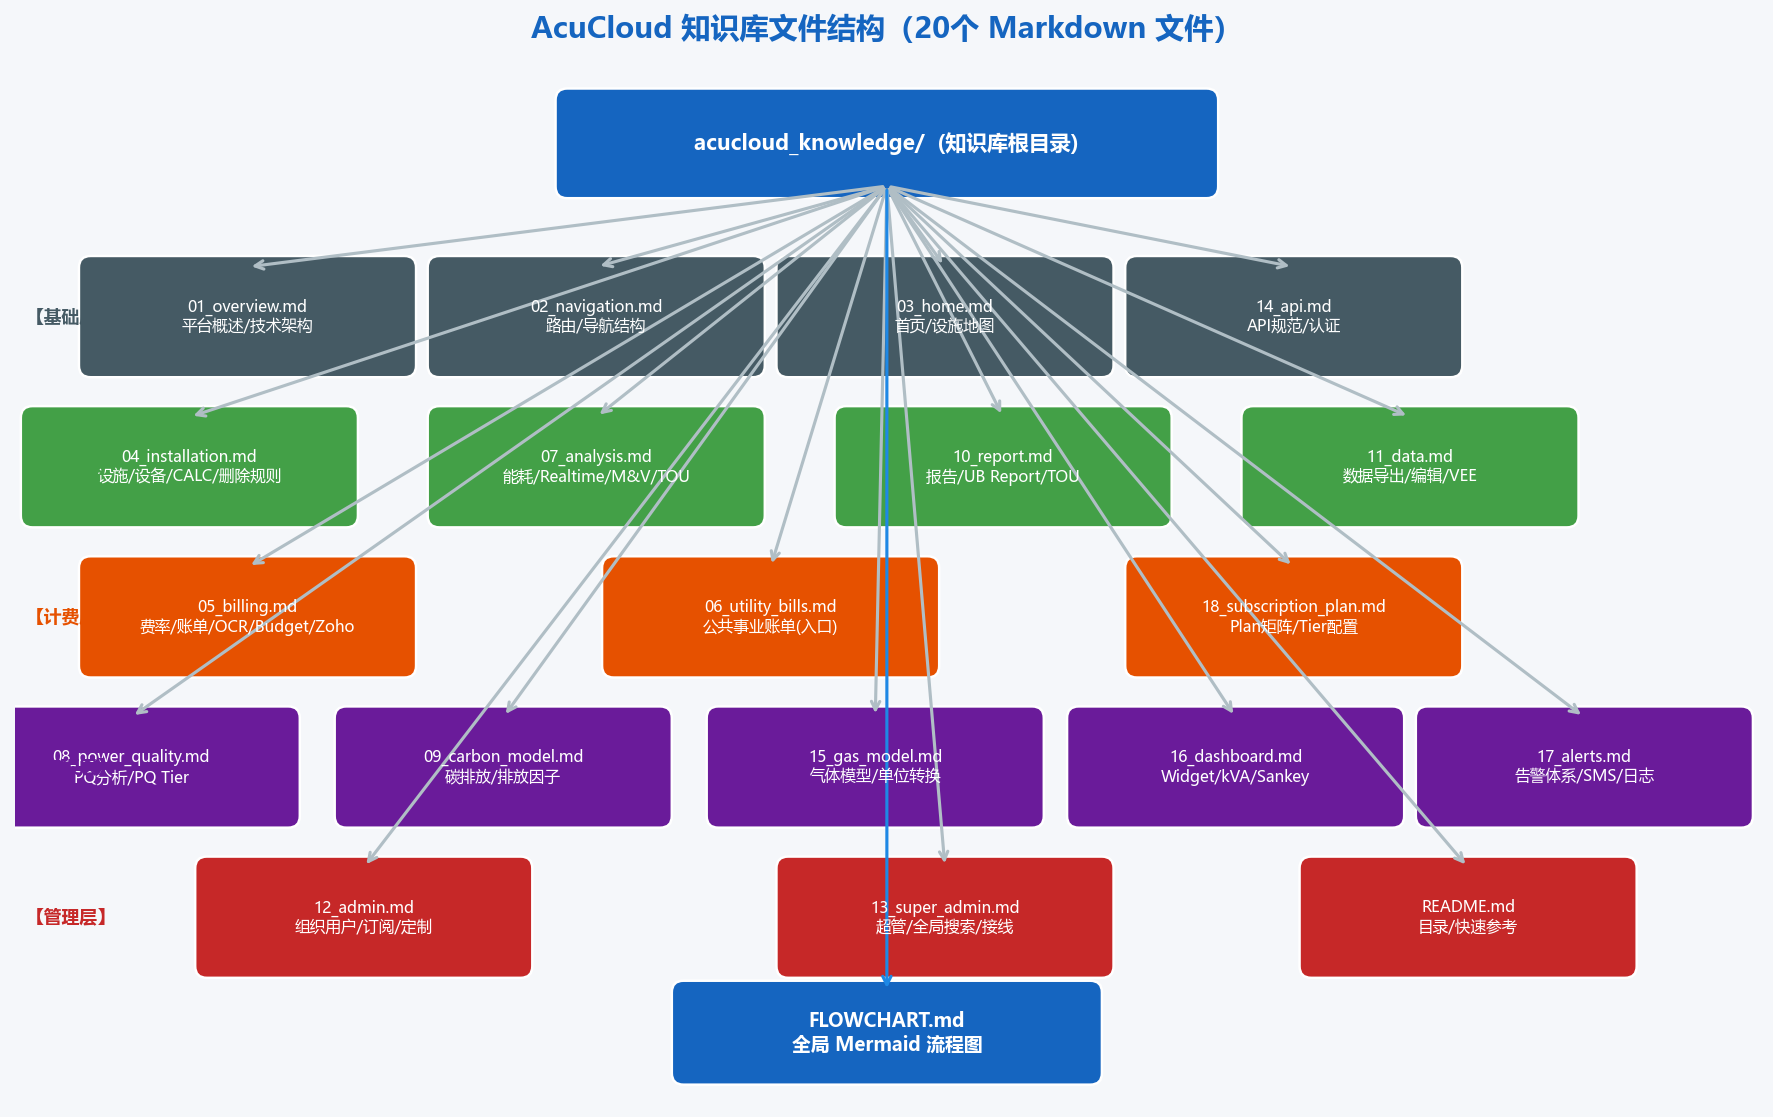 AcuCloud 知识库文件结构（20个 Markdown 文件）
acucloud_knowledge/  (知识库根目录)
【基础
01_overview.md
平台概述/技术架构
02_navigation.md
路由/导航结构
03_home.md
首页/设施地图
14_api.md
API规范/认证
04_installation.md
设施/设备/CALC/删除规则
07_analysis.md
能耗/Realtime/M&V/TOU
10_report.md
报告/UB Report/TOU
11_data.md
数据导出/编辑/VEE
【计费
05_billing.md
费率/账单/OCR/Budget/Zoho
06_utility_bills.md
公共事业账单(入口)
18_subscription_plan.md
Plan矩阵/Tier配置
08_power_quality.md
PQ分析/PQ Tier
09_carbon_model.md
碳排放/排放因子
15_gas_model.md
气体模型/单位转换
16_dashboard.md
Widget/kVA/Sankey
17_alerts.md
告警体系/SMS/日志
【管理层】
12_admin.md
组织用户/订阅/定制
13_super_admin.md
超管/全局搜索/接线
README.md
目录/快速参考
FLOWCHART.md
全局 Mermaid 流程图